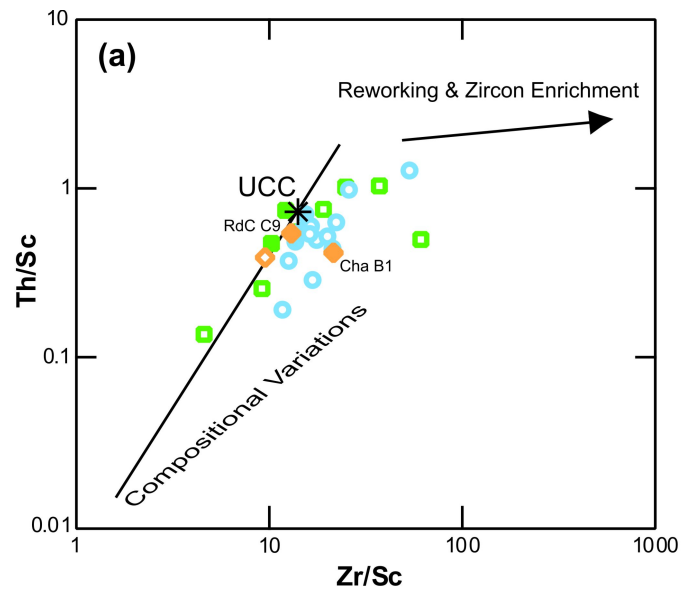 10
(a)
Reworking & Zircon Enrichment
1
UCC
RdC C9
Cha B1
Th/Sc
0.1
Compositional Variations
0.01
1
10
100
1000
Zr/Sc